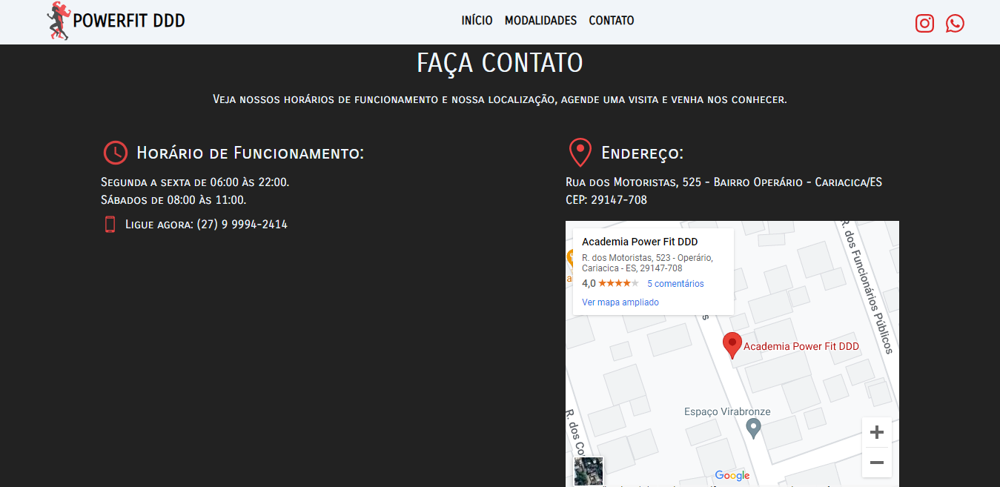 POWERFIT DDD
INÍCIO MODALIDADES CONTATO
FAÇA CONTATO
Veja nossos horários de funcionamento e nossa localização, agende uma visita e venha nos conhecer.
Horário de Funcionamento:
Segunda a sexta de 06:00 às 22:00.
Sábados de 08:00 às 11:00.
Ligue agora: (27) 9 9994-2414
Endereço:
Rua dos Motoristas, 525 - Bairro Operário - Cariacica/ES
CEP: 29147-708
Academia Power Fit DDD
R. dos Motoristas, 523 - Operário,
Cariacica - ES, 29147-708
4,0 5 comentários
Ver mapa ampliado
R. dos Funcionários Públicos
Academia Power Fit DDD
Espaço Virabronze
R. dos
Google